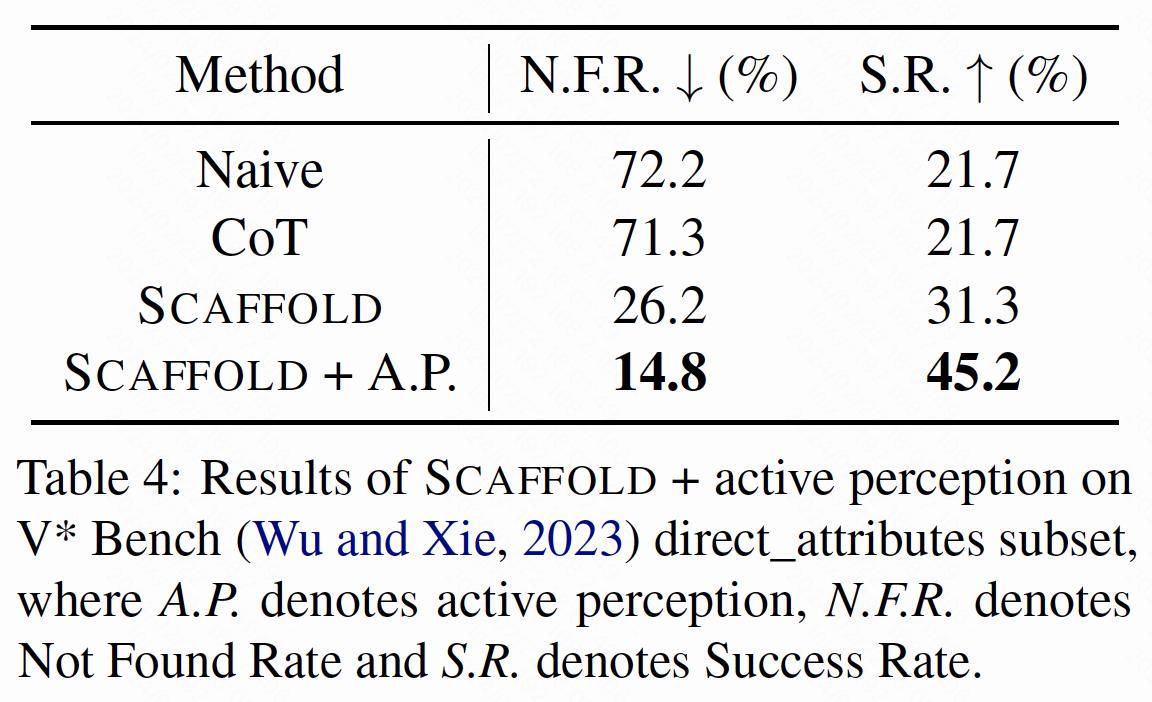 Method N.F.R. ↓ (%) S.R. ↑ (%)
Naive 72.2 21.7
CoT 71.3 21.7
SCAFFOLD 26.2 31.3
SCAFFOLD + A.P. 14.8 45.2
Table 4: Results of SCAFFOLD + active perception on
V* Bench (Wu and Xie, 2023) direct_attributes subset,
where A.P. denotes active perception, N.F.R. denotes
Not Found Rate and S.R. denotes Success Rate.